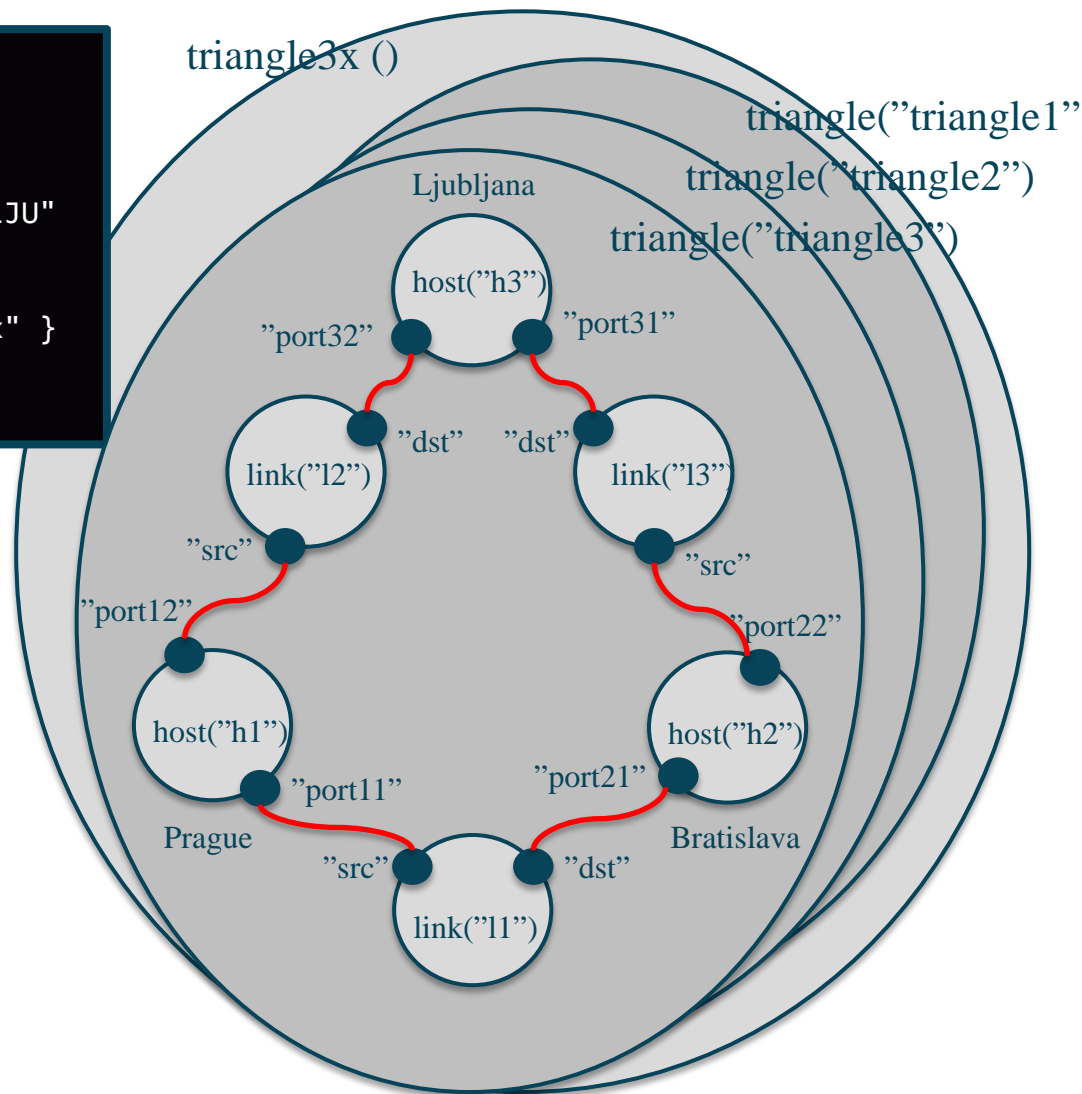 triangle3x ()
triangle(”triangle1”
triangle(”triangle2”)
triangle(”triangle3”)
JU"
" }
Ljubljana
host(”h3”)
”port32”
”port31”
”dst”
”dst”
link(”l2”)
link(”l3”)
”src”
”src”
”port12”
”port22”
host(”h1”)
host(”h2”)
”port11”
”port21”
Prague
Bratislava
”src”
”dst”
link(”l1”)